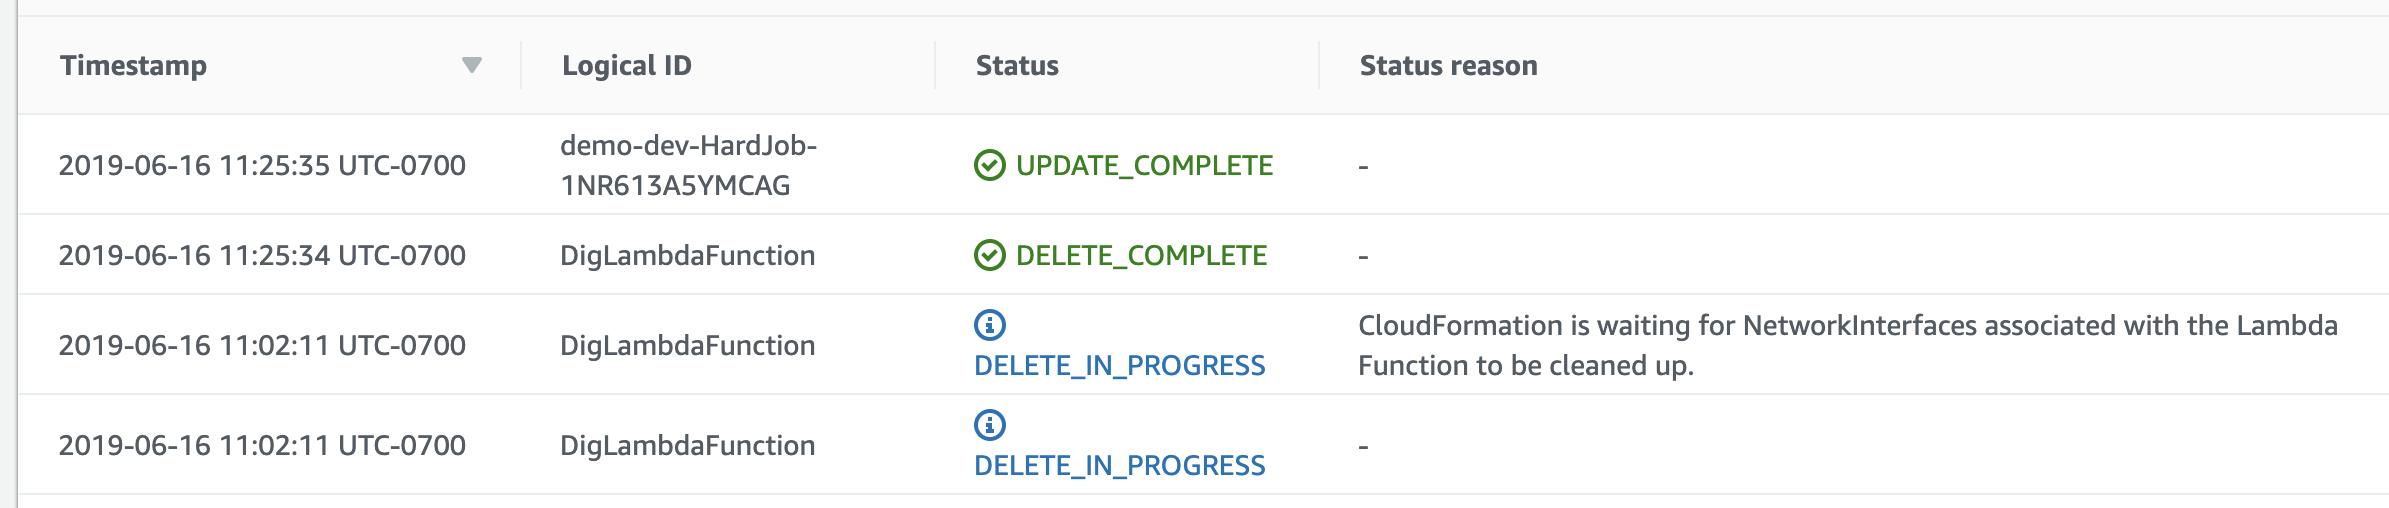 Timestamp Logical ID Status Status reason
2019-06-16 11:25:35 UTC-0700 demo-dev-HardJob-
1NR613A5YMCAG UPDATE_COMPLETE -
2019-06-16 11:25:34 UTC-0700 DigLambdaFunction DELETE_COMPLETE -
2019-06-16 11:02:11 UTC-0700 DigLambdaFunction DELETE_IN_PROGRESS CloudFormation is waiting for NetworkInterfaces associated with the Lambda
Function to be cleaned up.
2019-06-16 11:02:11 UTC-0700 DigLambdaFunction DELETE_IN_PROGRESS -